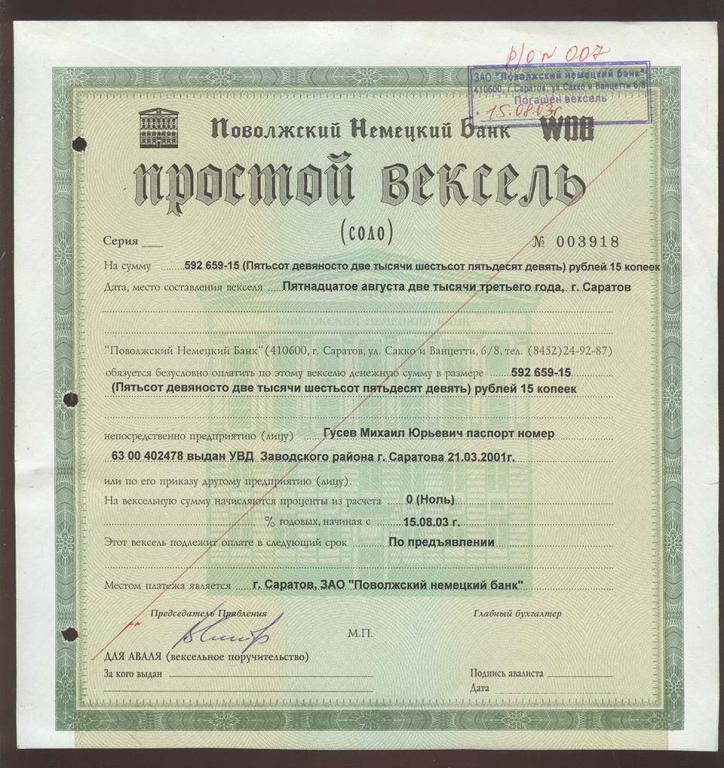 р/о № 007
ЗАО "Поволжский немецкий банк"
410600, г. Саратов, ул. Сакко и Ванцетти 6/8
Погашен вексель
15.08.03г
Поволжский Немецкий Банк
простой вексель
(соло)
Серия ___ № 003918
На сумму 592 659-15 (Пятьсот девяносто две тысячи шестьсот пятьдесят девять) рублей 15 копеек
Дата, место составления векселя Пятнадцатое августа две тысячи третьего года, г. Саратов
ПОВОЛЖСКИЙ НЕМЕЦКИЙ БАНК
"Поволжский Немецкий Банк" (410600, г. Саратов, ул. Сакко и Ванцетти, 6/8, тел. (8452)24-92-87)
обязуется безусловно оплатить по этому векселю денежную сумму в размере 592 659-15
(Пятьсот девяносто две тысячи шестьсот пятьдесят девять) рублей 15 копеек
непосредственно предприятию (лицу) Гусев Михаил Юрьевич паспорт номер
63 00 402478 выдан УВД Заводского района г. Саратова 21.03.2001г.
или по его приказу другому предприятию (лицу).
На вексельную сумму начисляются проценты из расчета 0 (Ноль)
% годовых, начиная с 15.08.03 г.
Этот вексель подлежит оплате в следующий срок По предъявлении
Местом платежа является г. Саратов, ЗАО "Поволжский немецкий банк"
Председатель Правления Главный бухгалтер
М.П.
ДЛЯ АВАЛЯ (вексельное поручительство)
За кого выдан Подпись авалиста
Дата